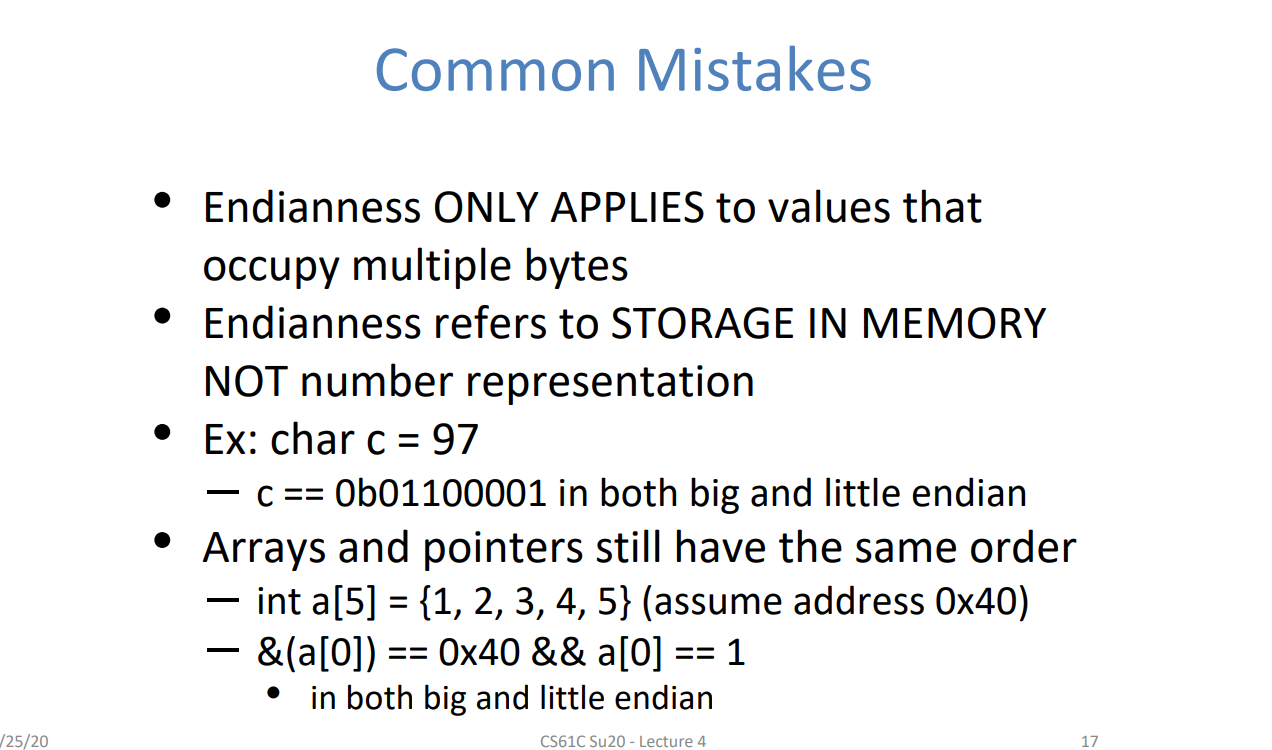 Common Mistakes
• Endianness ONLY APPLIES to values that
occupy multiple bytes
• Endianness refers to STORAGE IN MEMORY
NOT number representation
• Ex: char c = 97
— c == 0b01100001 in both big and little endian
• Arrays and pointers still have the same order
— int a[5] = {1, 2, 3, 4, 5} (assume address 0x40)
— &(a[0]) == 0x40 && a[0] == 1
• in both big and little endian
/25/20 CS61C Su20 - Lecture 4 17